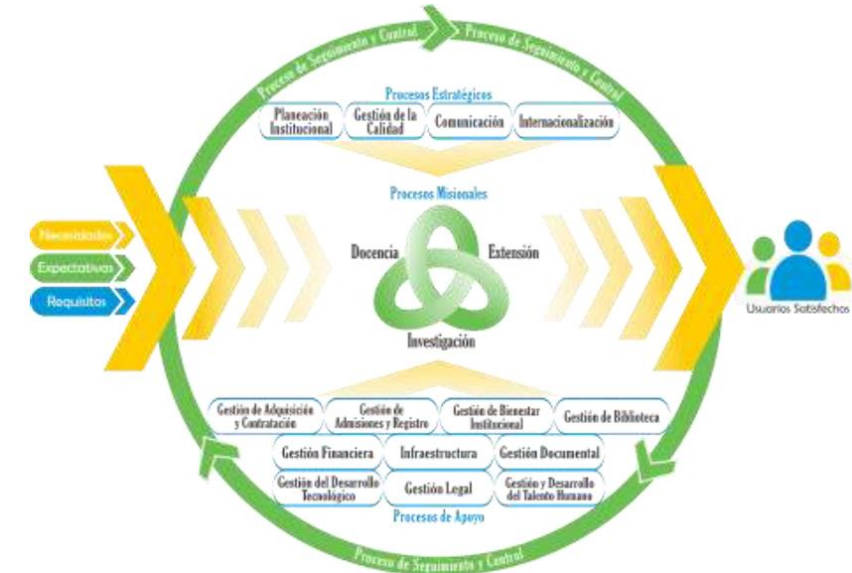 Proceso de Seguimiento y Control
Proceso de Seguimiento y Control
Procesos Estratégicos
Planeación
Institucional
Gestión de la
Calidad
Comunicación
Internacionalización
Procesos Misionales
Necesidades
Expectativas
Requisitos
Docencia
Extensión
Investigación
Usuarios Satisfechos
Gestión de Adquisición
y Contratación
Gestión de
Admisiones y Registro
Gestión de Bienestar
Institucional
Gestión de Biblioteca
Gestión Financiera
Infraestructura
Gestión Documental
Gestión del Desarrollo
Tecnológico
Gestión Legal
Gestión y Desarrollo
del Talento Humano
Procesos de Apoyo
Proceso de Seguimiento y Control